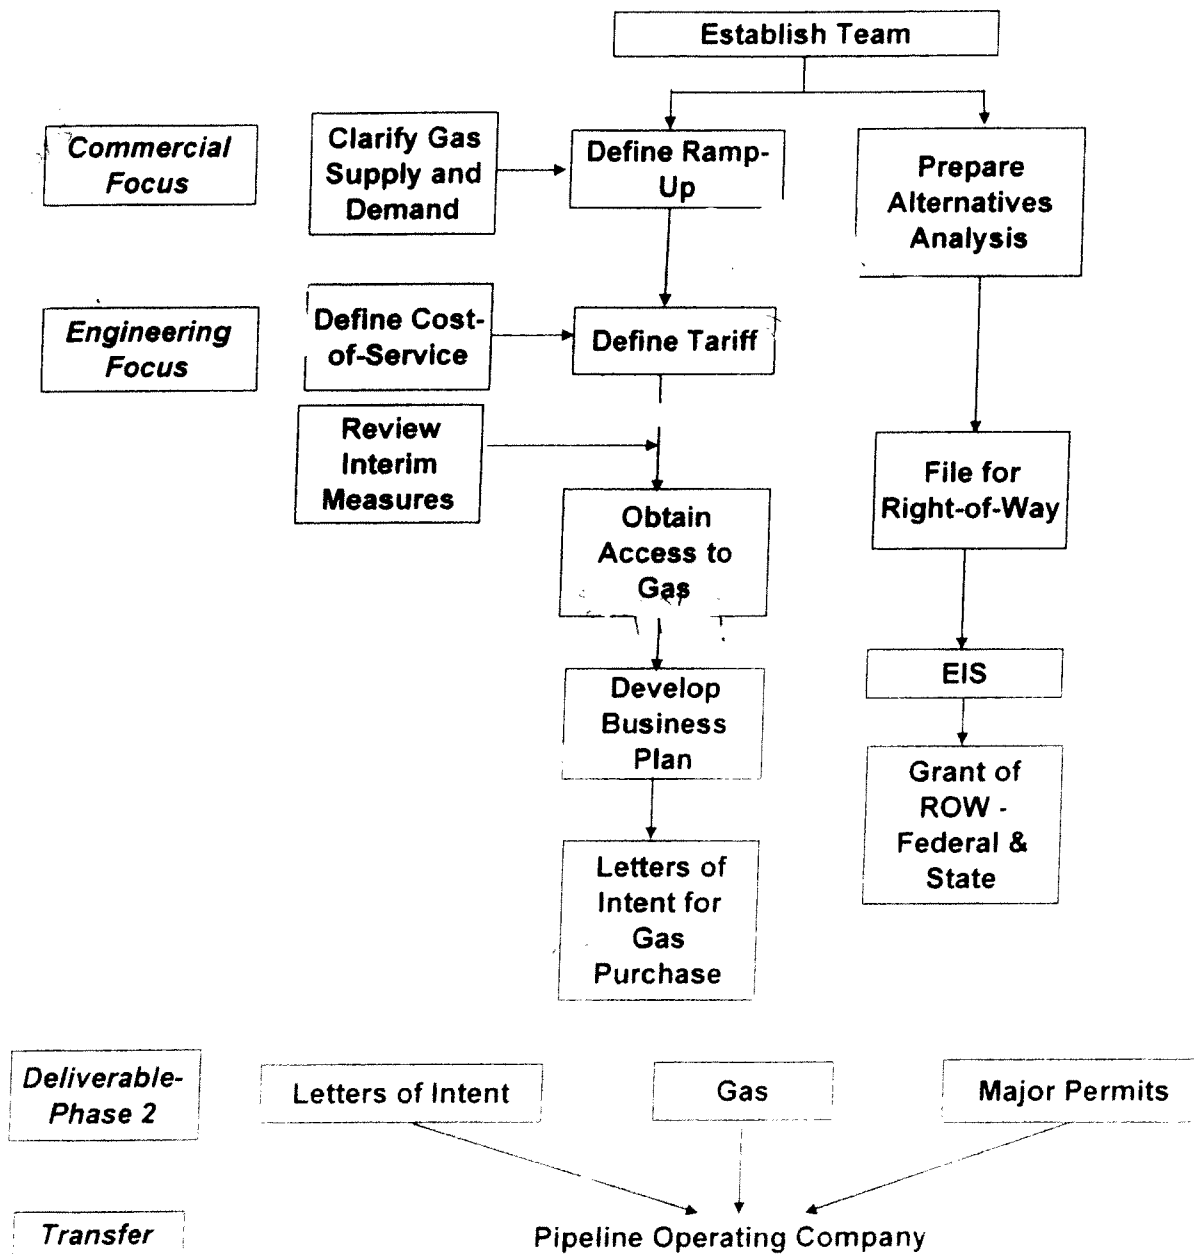 Establish Team
Commercial
Focus
Clarify Gas
Supply and
Demand
Define Ramp-
Up
Prepare
Alternatives
Analysis
Engineering
Focus
Define Cost-
of-Service
Define Tariff
Review
Interim
Measures
File for
Right-of-Way
Obtain
Access to
Gas
EIS
Develop
Business
Plan
Grant of
ROW -
Federal &
State
Letters of
Intent for
Gas
Purchase
Deliverable-
Phase 2
Letters of Intent
Gas
Major Permits
Transfer
Pipeline Operating Company